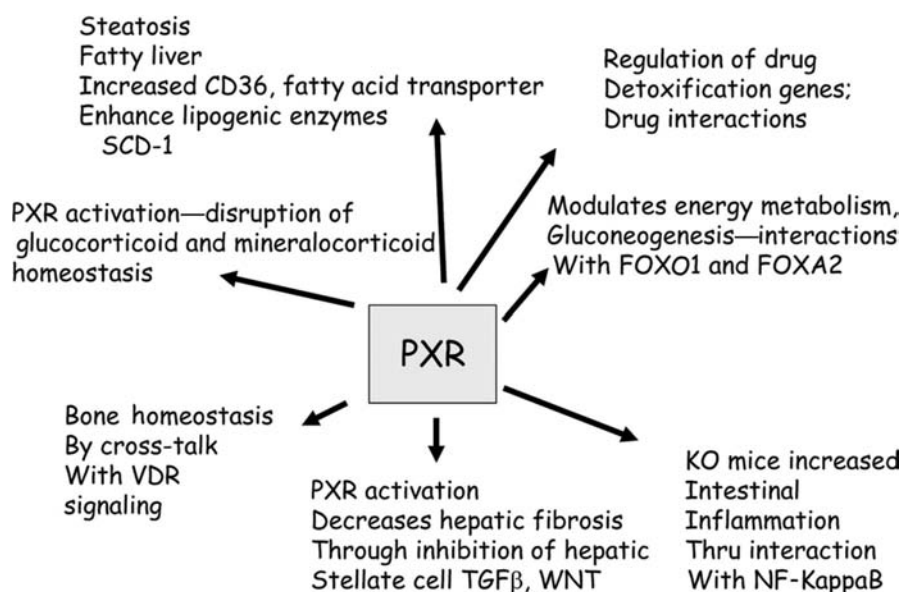 Steatosis
Fatty liver
Increased CD36, fatty acid transporter
Enhance lipogenic enzymes
SCD-1
Regulation of drug
Detoxification genes;
Drug interactions
PXR activation—disruption of
glucocorticoid and mineralocorticoid
homeostasis
Modulates energy metabolism,
Gluconeogenesis—interactions
With FOXO1 and FOXA2
PXR
Bone homeostasis
By cross-talk
With VDR
signaling
PXR activation
Decreases hepatic fibrosis
Through inhibition of hepatic
Stellate cell TGFβ, WNT
KO mice increased
Intestinal
Inflammation
Thru interaction
With NF-KappaB